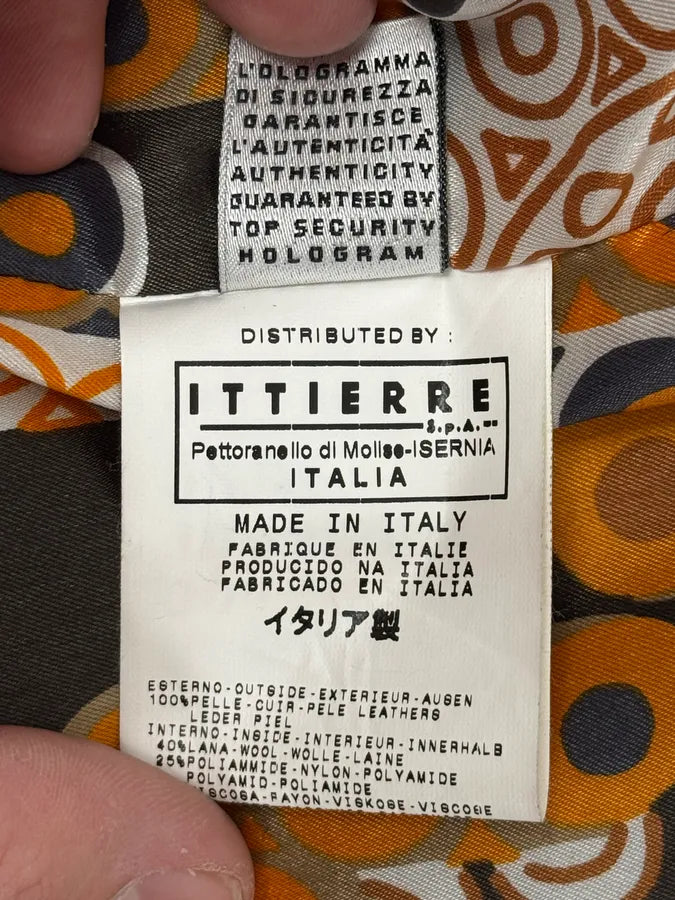 L'OLOGRAMMA
DI SICUREZZA
GARANTISCE
L'AUTENTICITÀ
AUTHENTICITY
GUARANTEED BY
TOP SECURITY
HOLOGRAM
DISTRIBUTED BY :
ITTIERRE
S.p.A.
Pettoranello di Molise-ISERNIA
ITALIA
MADE IN ITALY
FABRIQUE EN ITALIE
PRODUCIDO NA ITALIA
FABRICADO EN ITALIA
イタリア製
ESTERNO-OUTSIDE-EXTERIEUR-AUSEN
100%PELLE-CUIR-PELE LEATHERS
LEDER PIEL
INTERNO-INSIDE-INTERIEUR-INNERHALB
40%LANA-WOOL-WOLLE-LAINE
25%POLIAMMIDE-NYLON-POLYAMIDE
POLYAMID-POLIAMIDE
VISCOSA-RAYON-VISKOSE-VISCOSE